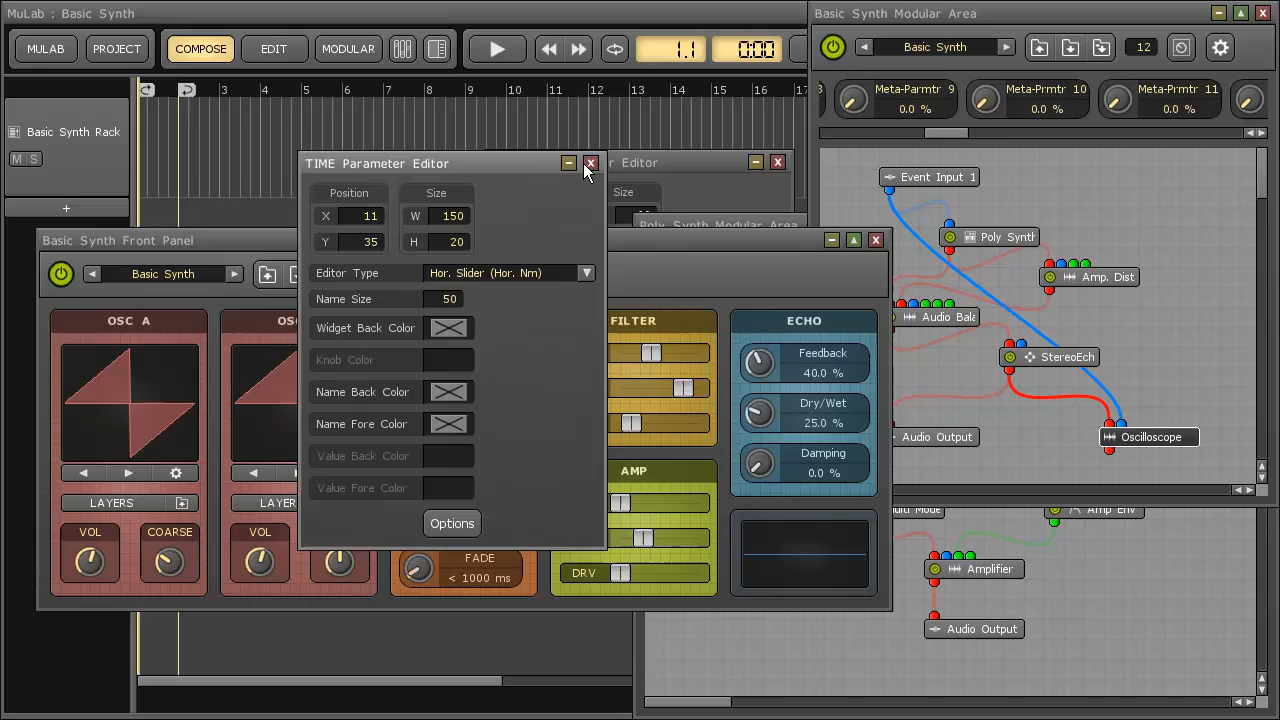 MuLab : Basic Synth
Basic Synth Modular Area
MULAB
PROJECT
COMPOSE
EDIT
MODULAR
1.1
0:00
Basic Synth
12
3 4 5 6 7 8 9 10 11 12 13 14 15 16 17
Meta-Parmtr 9
0.0 %
Meta-Prmtr 10
0.0 %
Meta-Prmtr 11
0.0 %
Basic Synth Rack
M S
+
TIME Parameter Editor
Editor
Position
Size
Size
X 11
W 150
Y 35
H 20
Poly Synth Modular Area
Editor Type
Hor. Slider (Hor. Nm)
Name Size
50
Widget Back Color
Knob Color
Name Back Color
Name Fore Color
Value Back Color
Value Fore Color
Options
Basic Synth Front Panel
Basic Synth
OSC A
LAYERS
VOL
COARSE
VOL
FADE
< 1000 ms
FILTER
AMP
DRV
ECHO
Feedback
40.0 %
Dry/Wet
25.0 %
Damping
0.0 %
Event Input 1
Poly Synth
Amp. Dist
Audio Bala
StereoEch
Audio Output
Oscilloscope
Amp Env
Amplifier
Audio Output